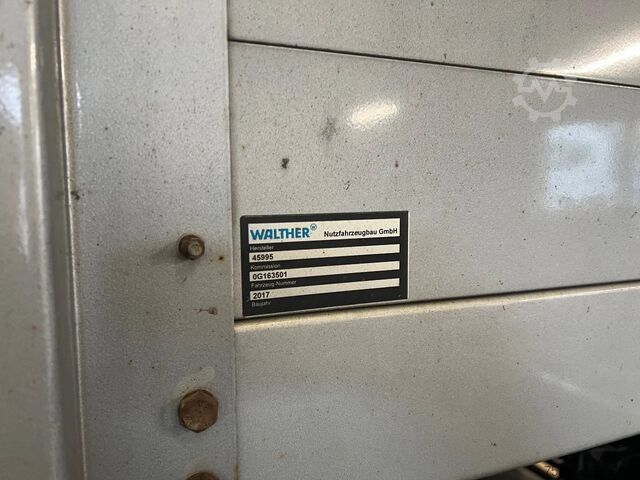 WALTHER® Nutzfahrzeugbau GmbH
Hersteller
45995
Kommission
0G163501
Fahrzeug-Nummer
2017
Baujahr